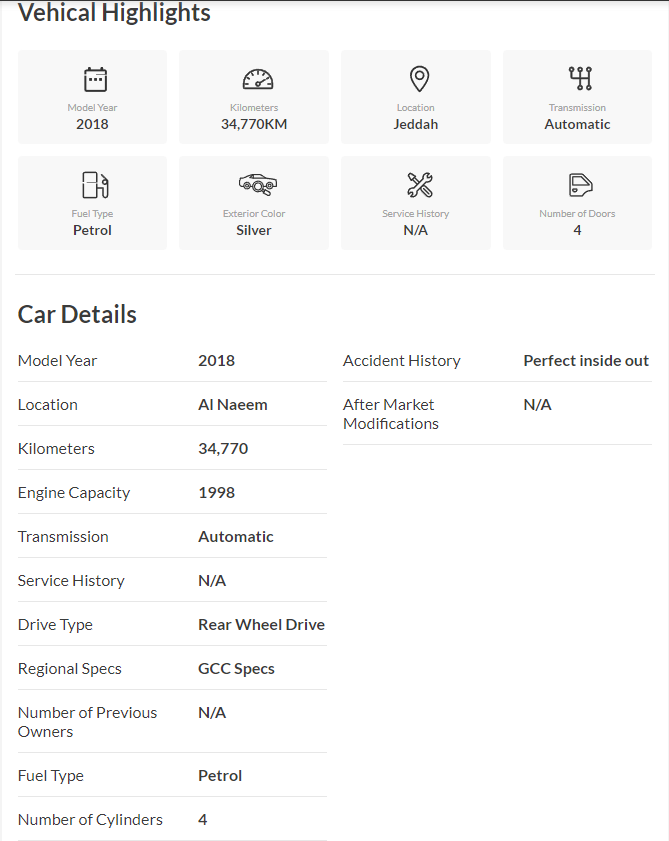 Vehical Highlights
Model Year
2018
Kilometers
34,770KM
Location
Jeddah
Transmission
Automatic
Fuel Type
Petrol
Exterior Color
Silver
Service History
N/A
Number of Doors
4
Car Details
Model Year 2018
Location Al Naeem
Kilometers 34,770
Engine Capacity 1998
Transmission Automatic
Service History N/A
Drive Type Rear Wheel Drive
Regional Specs GCC Specs
Number of Previous N/A
Owners
Fuel Type Petrol
Number of Cylinders 4
Accident History Perfect inside out
After Market N/A
Modifications